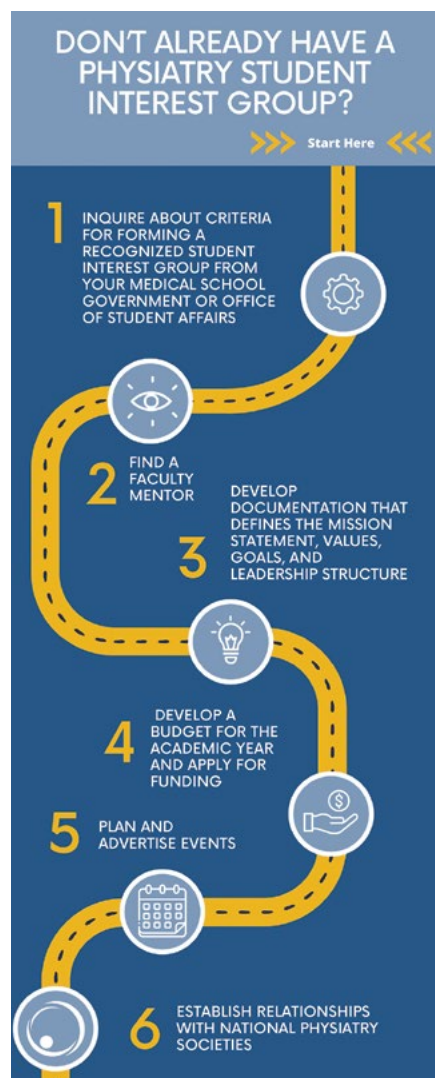 DON'T ALREADY HAVE A
PHYSIATRY STUDENT
INTEREST GROUP?
>>> Start Here <<<
1
INQUIRE ABOUT CRITERIA
FOR FORMING A
RECOGNIZED STUDENT
INTEREST GROUP FROM
YOUR MEDICAL SCHOOL
GOVERNMENT OR OFFICE
OF STUDENT AFFAIRS
2
FIND A
FACULTY
MENTOR
3
DEVELOP
DOCUMENTATION THAT
DEFINES THE MISSION
STATEMENT, VALUES,
GOALS, AND
LEADERSHIP STRUCTURE
4
DEVELOP A
BUDGET FOR THE
ACADEMIC YEAR
AND APPLY FOR
FUNDING
$
5
PLAN AND
ADVERTISE EVENTS
6
ESTABLISH RELATIONSHIPS
WITH NATIONAL PHYSIATRY
SOCIETIES